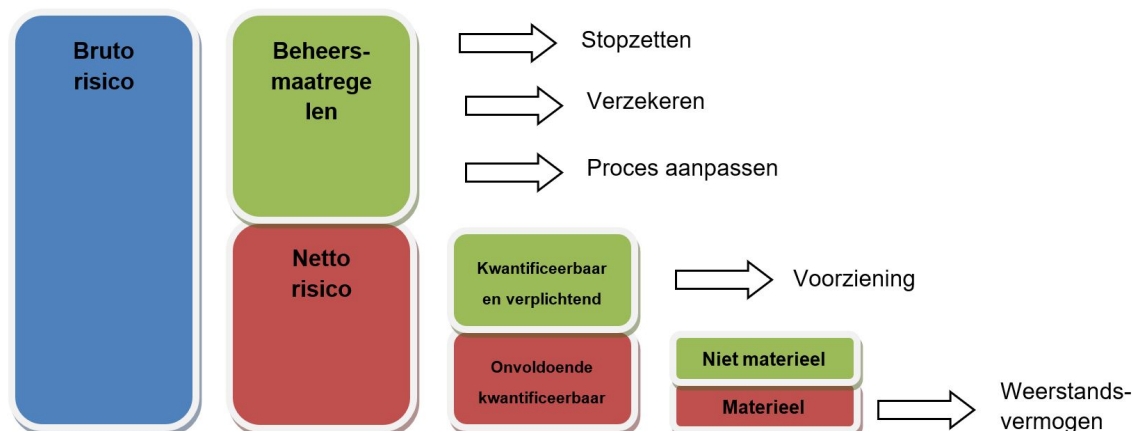 Bruto
risico
Beheers-
maatrege
len
Stopzetten
Verzekeren
Proces aanpassen
Netto
risico
Kwantificeerbaar
en verplichtend
Voorziening
Onvoldoende
kwantificeerbaar
Niet materieel
Materieel
Weerstands-
vermogen